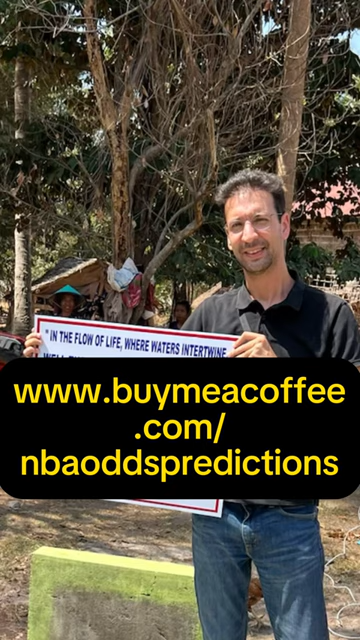 " IN THE FLOW OF LIFE, WHERE WATERS INTERTWINE
www.buymeacoffee
.com/
nbaoddspredictions